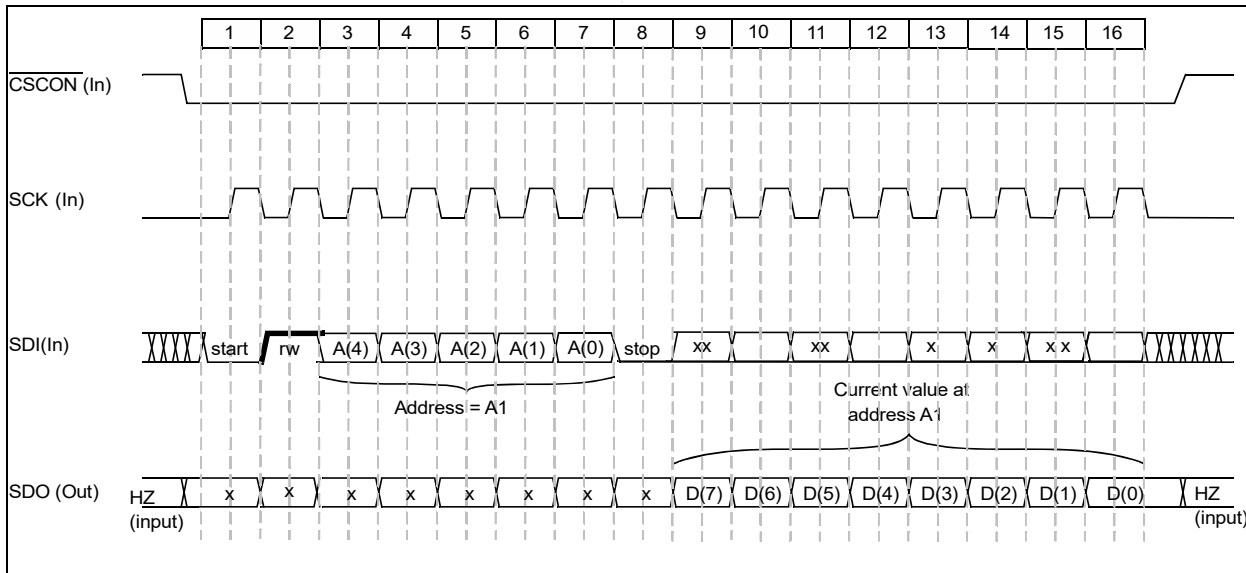 1 2 3 4 5 6 7 8 9 10 11 12 13 14 15 16
CSCON (In)
SCK (In)
SDI(In) start rw A(4) A(3) A(2) A(1) A(0) stop xx xx x x x x
Address = A1
Current value at
address A1
SDO (Out) HZ x x x x x x x x D(7) D(6) D(5) D(4) D(3) D(2) D(1) D(0) HZ
(input) (input)